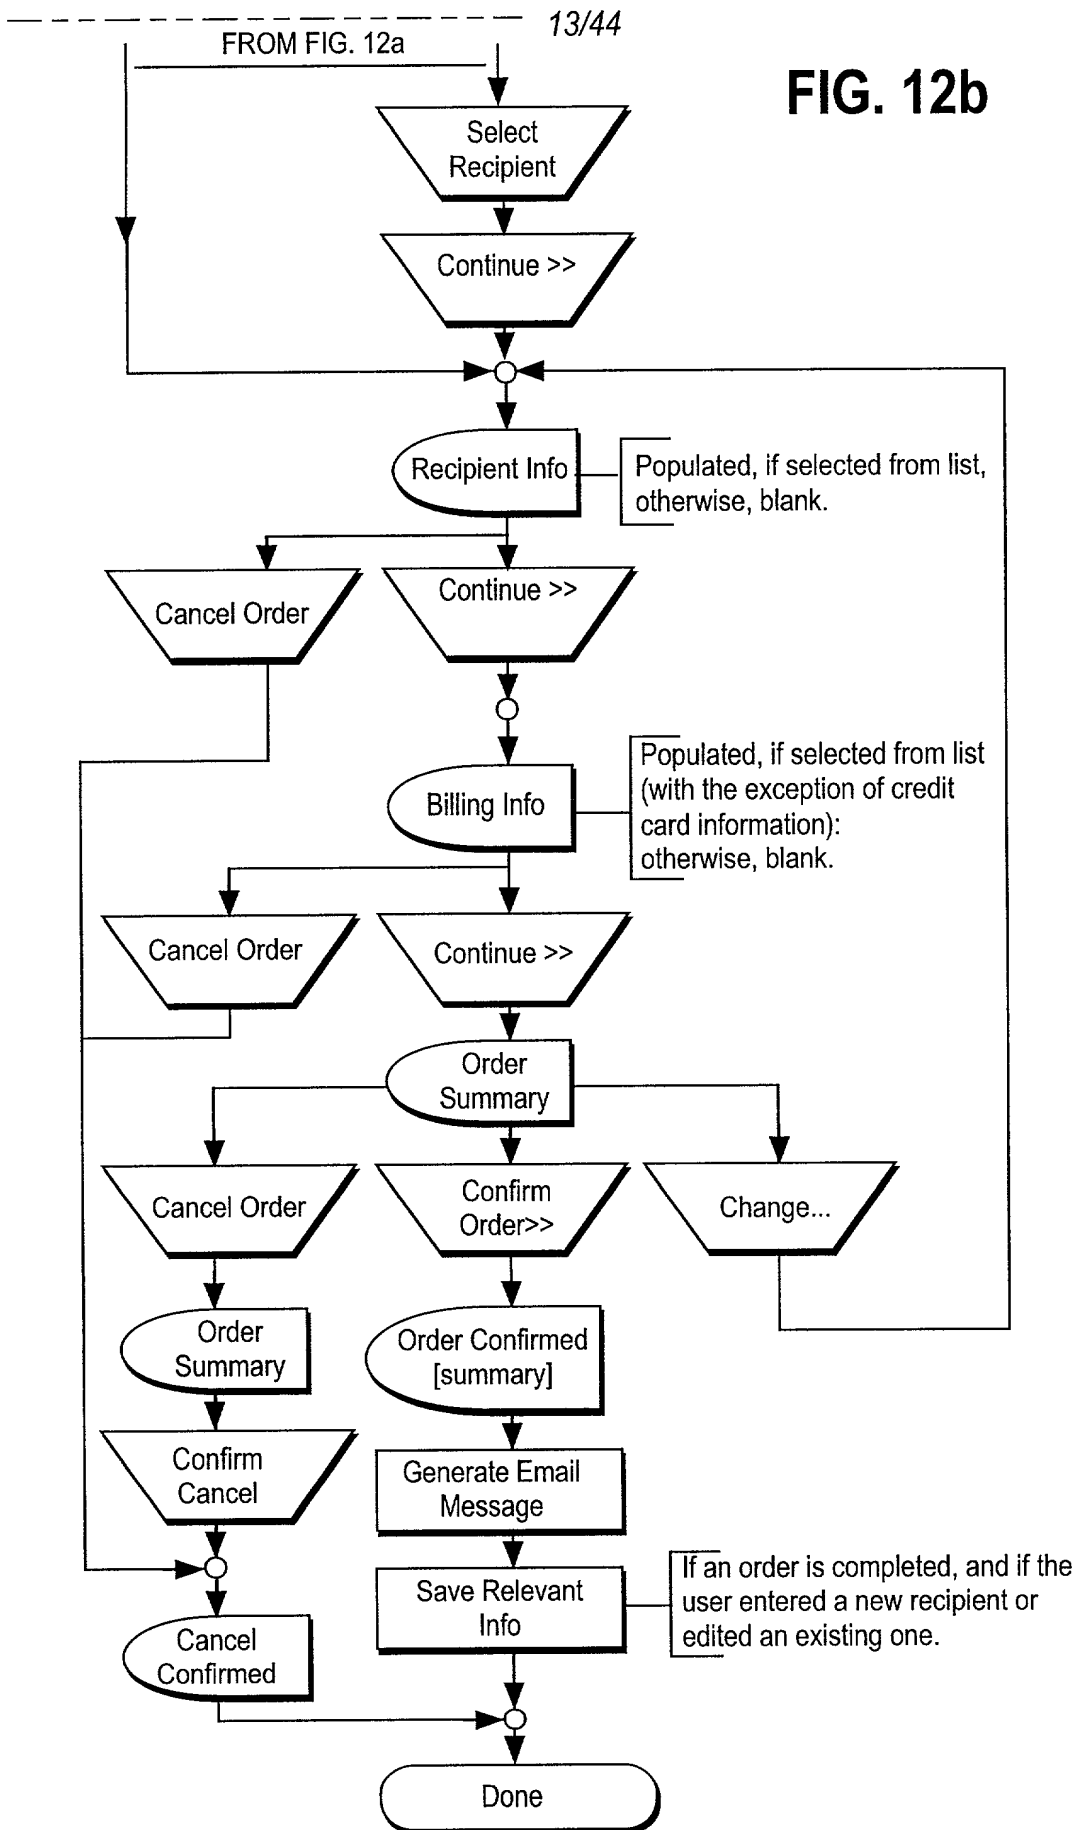 13/44
FROM FIG. 12a
FIG. 12b
Select
Recipient
Continue >>
Recipient Info
Populated, if selected from list,
otherwise, blank.
Cancel Order
Continue >>
Billing Info
Populated, if selected from list
(with the exception of credit
card information):
otherwise, blank.
Cancel Order
Continue >>
Order
Summary
Cancel Order
Confirm
Order>>
Change...
Order
Summary
Order Confirmed
[summary]
Confirm
Cancel
Generate Email
Message
Save Relevant
Info
If an order is completed, and if the
user entered a new recipient or
edited an existing one.
Cancel
Confirmed
Done